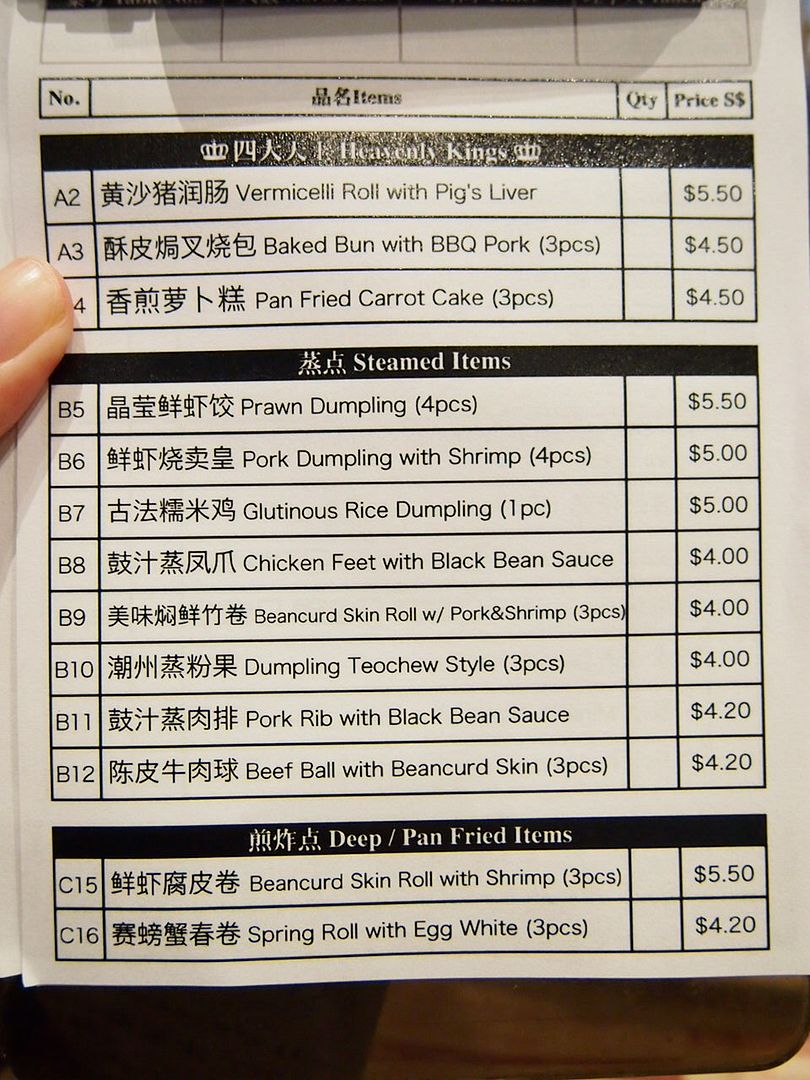 No. 品名Items Qty Price S$
四大天王 Heavenly Kings
A2 黄沙猪润肠 Vermicelli Roll with Pig's Liver $5.50
A3 酥皮焗叉烧包 Baked Bun with BBQ Pork (3pcs) $4.50
4 香煎萝卜糕 Pan Fried Carrot Cake (3pcs) $4.50
蒸点 Steamed Items
B5 晶莹鲜虾饺 Prawn Dumpling (4pcs) $5.50
B6 鲜虾烧卖皇 Pork Dumpling with Shrimp (4pcs) $5.00
B7 古法糯米鸡 Glutinous Rice Dumpling (1pc) $5.00
B8 鼓汁蒸凤爪 Chicken Feet with Black Bean Sauce $4.00
B9 美味焖鲜竹卷 Beancurd Skin Roll w/ Pork&Shrimp (3pcs) $4.00
B10 潮州蒸粉果 Dumpling Teochew Style (3pcs) $4.00
B11 鼓汁蒸肉排 Pork Rib with Black Bean Sauce $4.20
B12 陈皮牛肉球 Beef Ball with Beancurd Skin (3pcs) $4.20
煎炸点 Deep / Pan Fried Items
C15 鲜虾腐皮卷 Beancurd Skin Roll with Shrimp (3pcs) $5.50
C16 赛螃蟹春卷 Spring Roll with Egg White (3pcs) $4.20